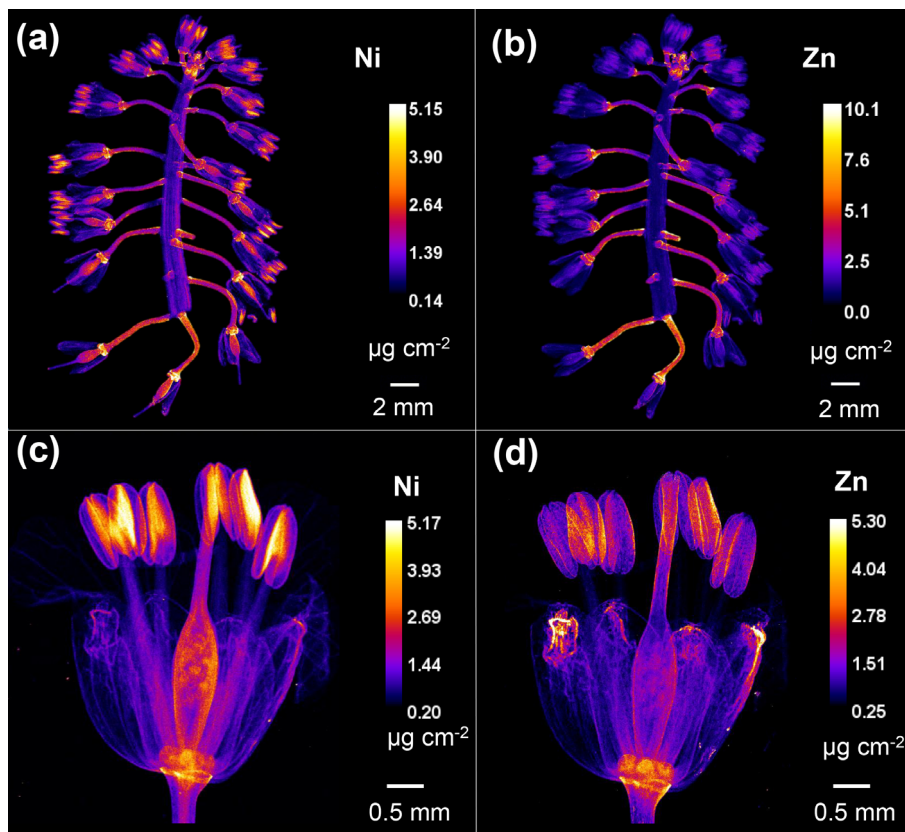 (a)
Ni
5.15
3.90
2.64
1.39
0.14
µg cm-2
2 mm
(b)
Zn
10.1
7.6
5.1
2.5
0.0
µg cm-2
2 mm
(c)
Ni
5.17
3.93
2.69
1.44
0.20
µg cm-2
0.5 mm
(d)
Zn
5.30
4.04
2.78
1.51
0.25
µg cm-2
0.5 mm